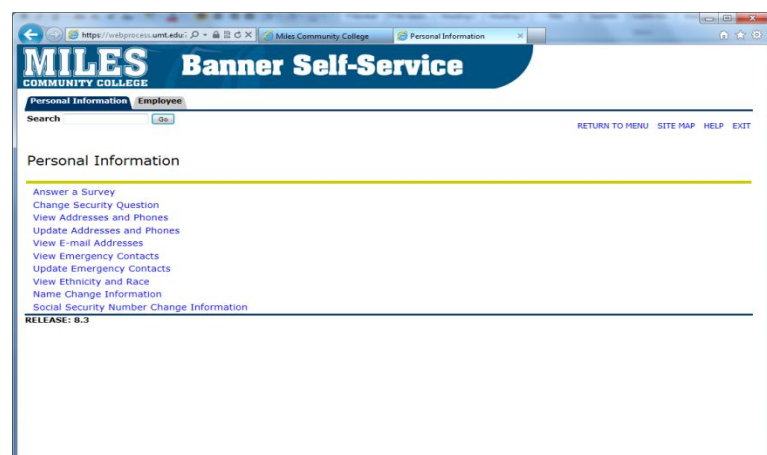 https://webprocess.umt.edu
Miles Community College
Personal Information
MILES
COMMUNITY COLLEGE
Banner Self-Service
Personal Information Employee
Search Go
RETURN TO MENU SITE MAP HELP EXIT
Personal Information
Answer a Survey
Change Security Question
View Addresses and Phones
Update Addresses and Phones
View E-mail Addresses
View Emergency Contacts
Update Emergency Contacts
View Ethnicity and Race
Name Change Information
Social Security Number Change Information
RELEASE: 8.3